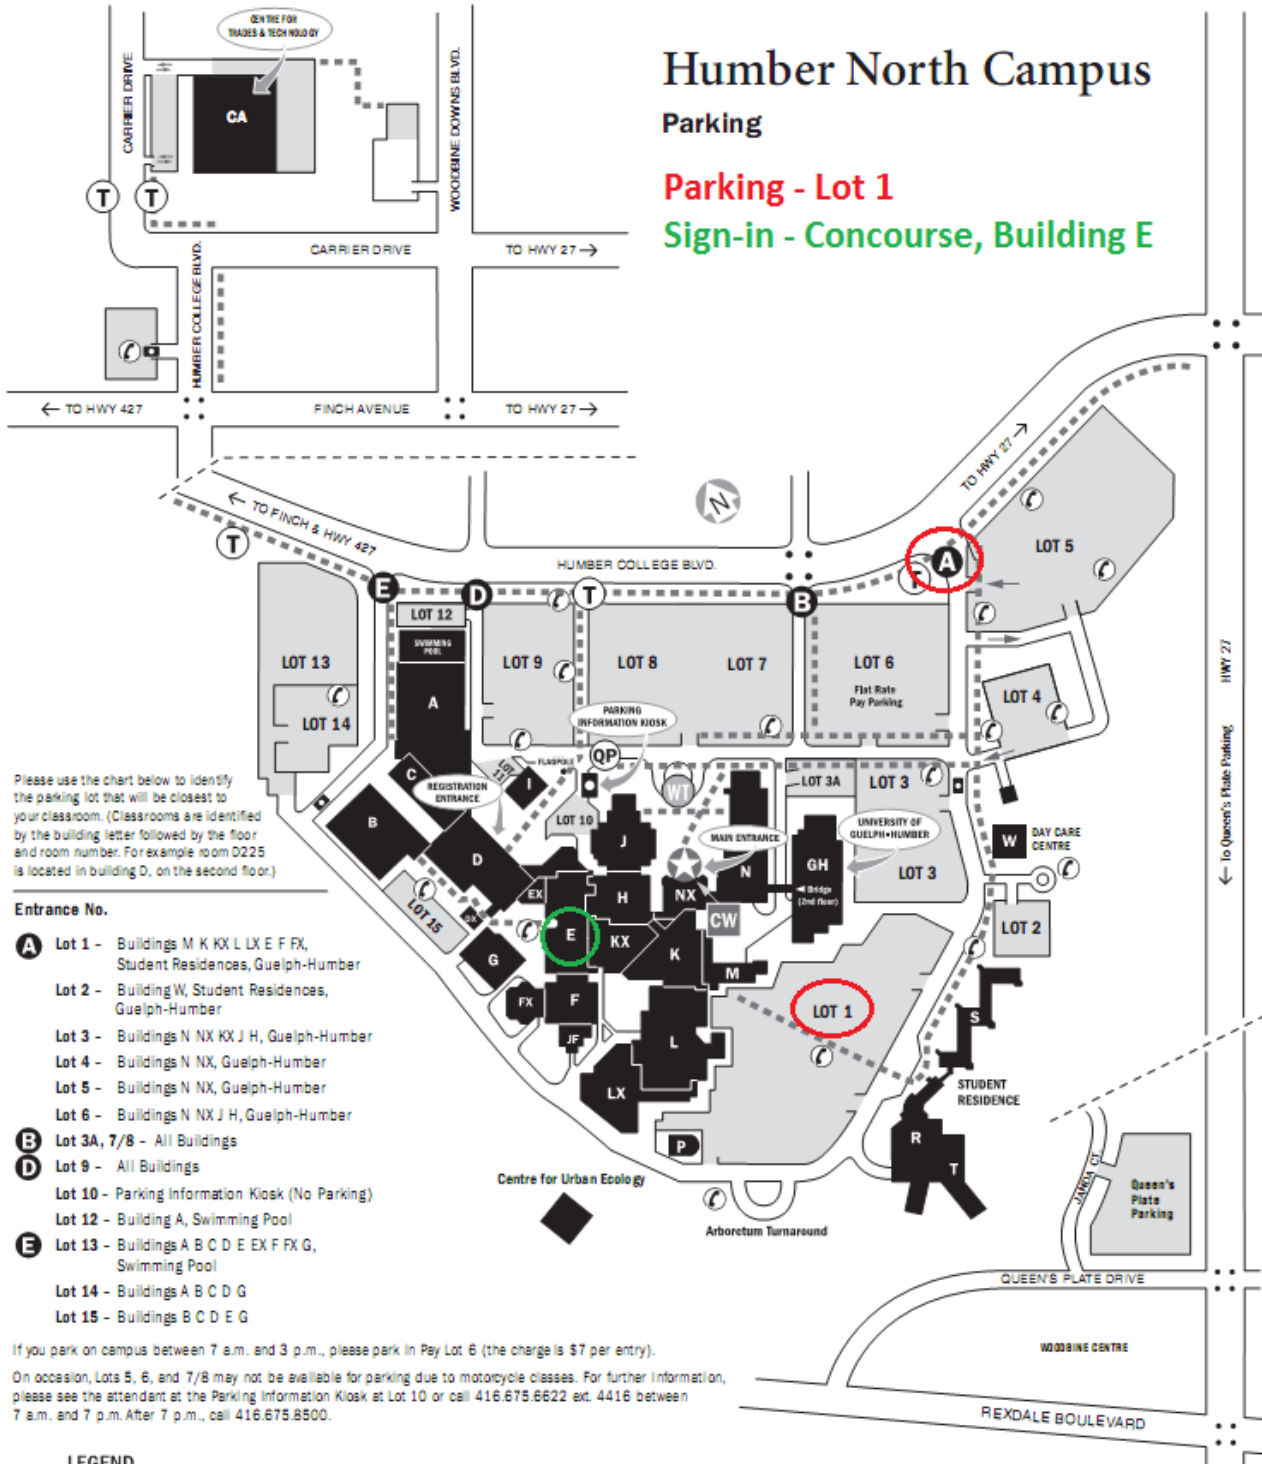 Humber North Campus
Parking
Parking - Lot 1
Sign-in - Concourse, Building E
CENTRE FOR
TRADES & TECHNOLOGY
CARRIER DRIVE
CA
WOODBINE DOWNS BLVD.
T
T
CARRIER DRIVE
TO HWY 27
HUMBER COLLEGE BLVD.
TO HWY 427
FINCH AVENUE
TO HWY 27
TO FINCH & HWY 427
T
N
TO HWY 27
HUMBER COLLEGE BLVD.
A
T
LOT 5
E
D
T
B
LOT 12
SWIMMING
POOL
LOT 13
LOT 14
A
LOT 9
LOT 8
LOT 7
LOT 6
Flat Rate
Pay Parking
LOT 4
HWY 27
To Queen's Plate Parking
PARKING
INFORMATION KIOSK
QP
FLAGPOLE
LOT 11
I
C
REGISTRATION
ENTRANCE
WT
LOT 3A
LOT 3
LOT 10
B
D
J
MAIN ENTRANCE
UNIVERSITY OF
GUELPH-HUMBER
W
DAY CARE
CENTRE
N
GH
Bridge
(2nd floor)
LOT 3
EX
H
NX
CW
LOT 15
GX
E
KX
K
LOT 2
G
M
FX
F
LOT 1
S
JF
L
LX
STUDENT
RESIDENCE
P
R
T
Centre for Urban Ecology
Arboretum Turnaround
JANDA CT.
Queen's
Plate
Parking
QUEEN'S PLATE DRIVE
WOODBINE CENTRE
REXDALE BOULEVARD
Please use the chart below to identify
the parking lot that will be closest to
your classroom. (Classrooms are identified
by the building letter followed by the floor
and room number. For example room D225
is located in building D, on the second floor.)
Entrance No.
A Lot 1 - Buildings M K KX L LX E F FX,
Student Residences, Guelph-Humber
Lot 2 - Building W, Student Residences,
Guelph-Humber
Lot 3 - Buildings N NX KX J H, Guelph-Humber
Lot 4 - Buildings N NX, Guelph-Humber
Lot 5 - Buildings N NX, Guelph-Humber
Lot 6 - Buildings N NX J H, Guelph-Humber
B Lot 3A, 7/8 - All Buildings
D Lot 9 - All Buildings
Lot 10 - Parking Information Kiosk (No Parking)
Lot 12 - Building A, Swimming Pool
E Lot 13 - Buildings A B C D E EX F FX G,
Swimming Pool
Lot 14 - Buildings A B C D G
Lot 15 - Buildings B C D E G
If you park on campus between 7 a.m. and 3 p.m., please park in Pay Lot 6 (the charge is $7 per entry).
On occasion, Lots 5, 6, and 7/8 may not be available for parking due to motorcycle classes. For further information,
please see the attendant at the Parking Information Kiosk at Lot 10 or call 416.675.6622 ext. 4416 between
7 a.m. and 7 p.m. After 7 p.m., call 416.675.8500.
LEGEND